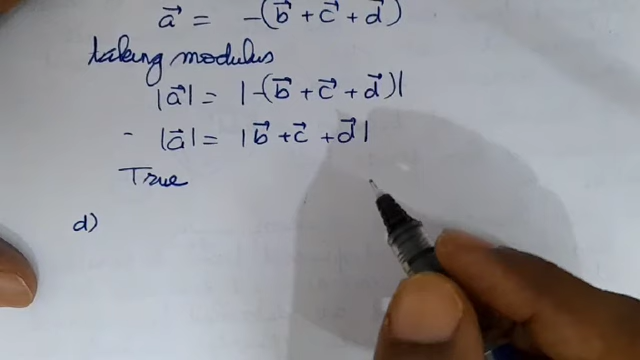 a⃗ = -(b⃗ + c⃗ + d⃗)
taking modulus
|a⃗| = |-(b⃗ + c⃗ + d⃗)|
- |a⃗| = |b⃗ + c⃗ + d⃗|
True
d)